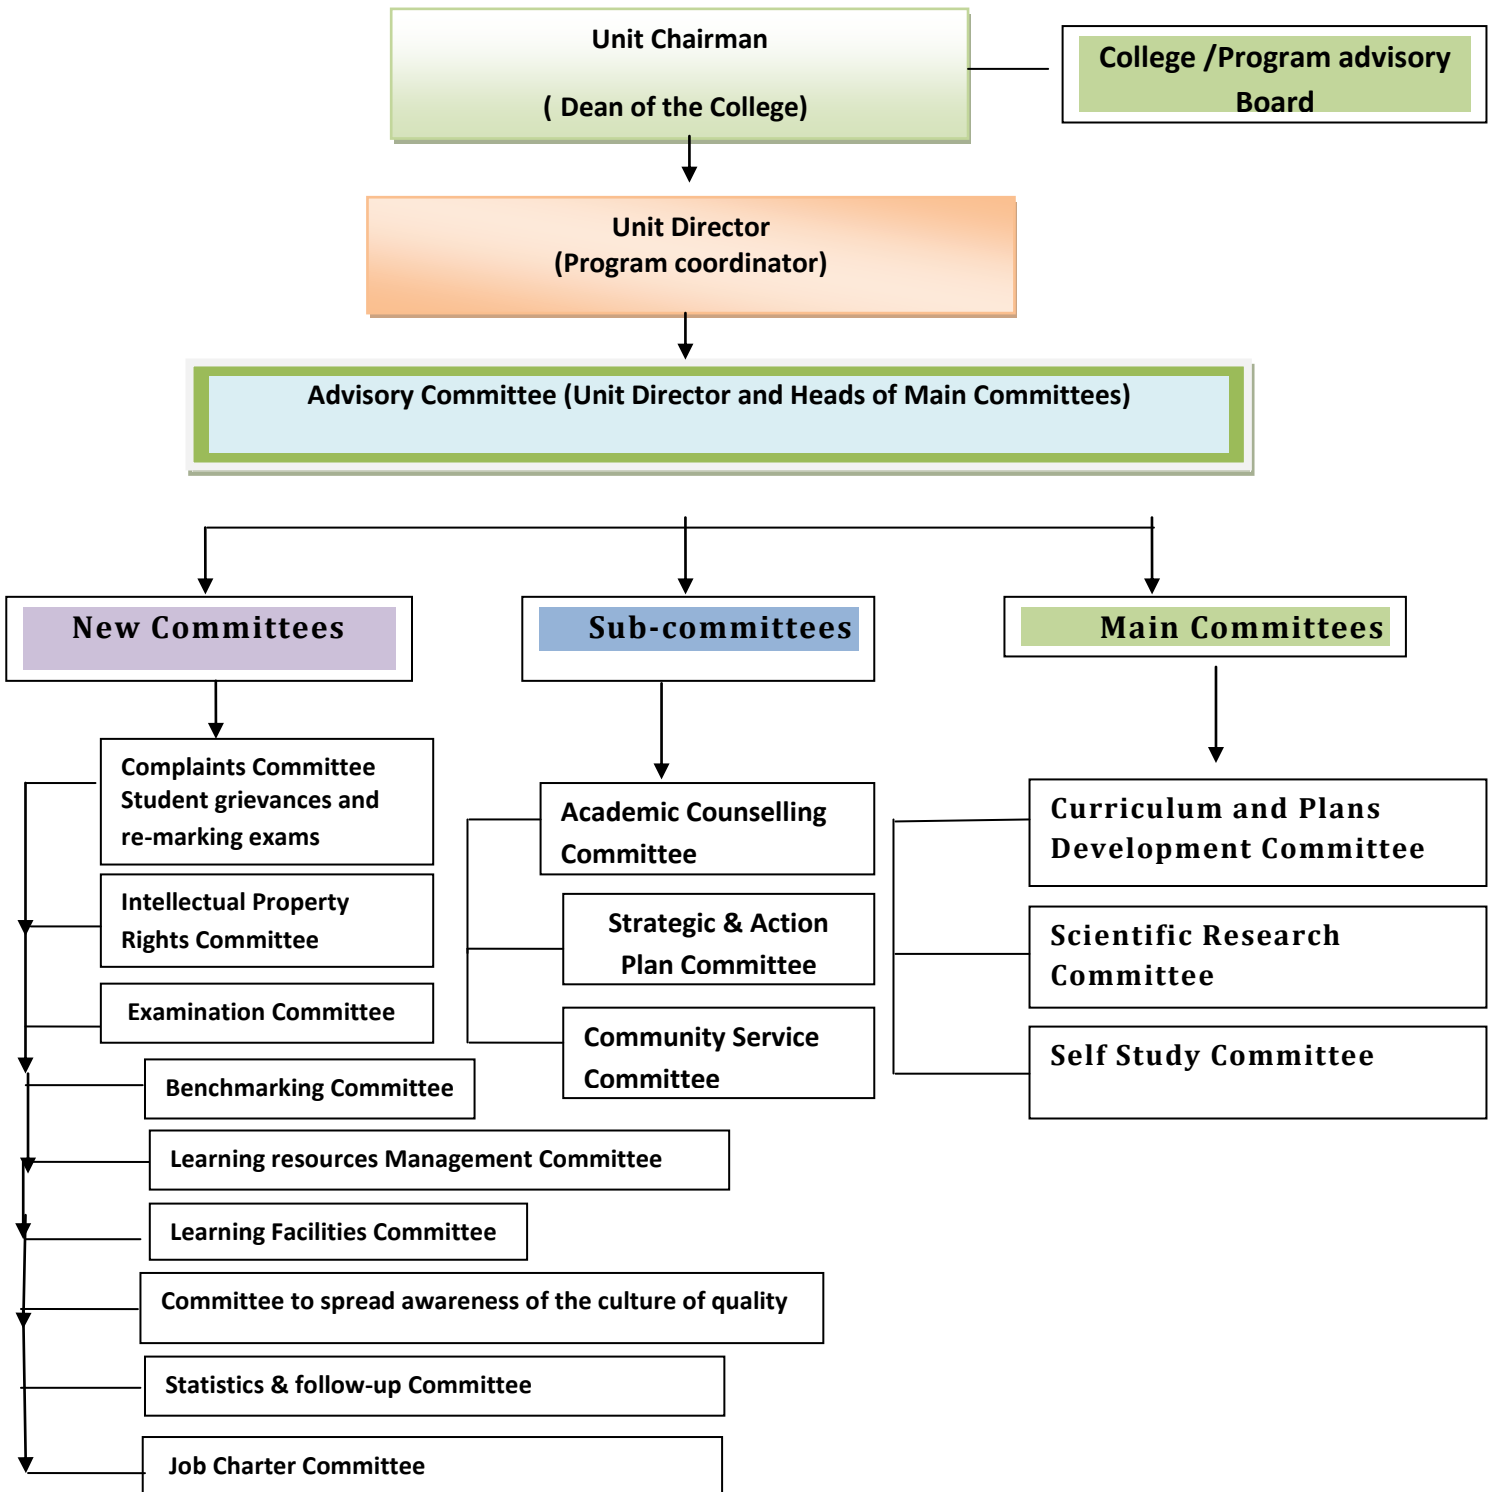 Unit Chairman
( Dean of the College)
College /Program advisory
Board
Unit Director
(Program coordinator)
Advisory Committee (Unit Director and Heads of Main Committees)
New Committees
Sub-committees
Main Committees
Complaints Committee
Student grievances and
re-marking exams
Intellectual Property
Rights Committee
Examination Committee
Benchmarking Committee
Learning resources Management Committee
Learning Facilities Committee
Committee to spread awareness of the culture of quality
Statistics & follow-up Committee
Job Charter Committee
Academic Counselling
Committee
Strategic & Action
Plan Committee
Community Service
Committee
Curriculum and Plans
Development Committee
Scientific Research
Committee
Self Study Committee